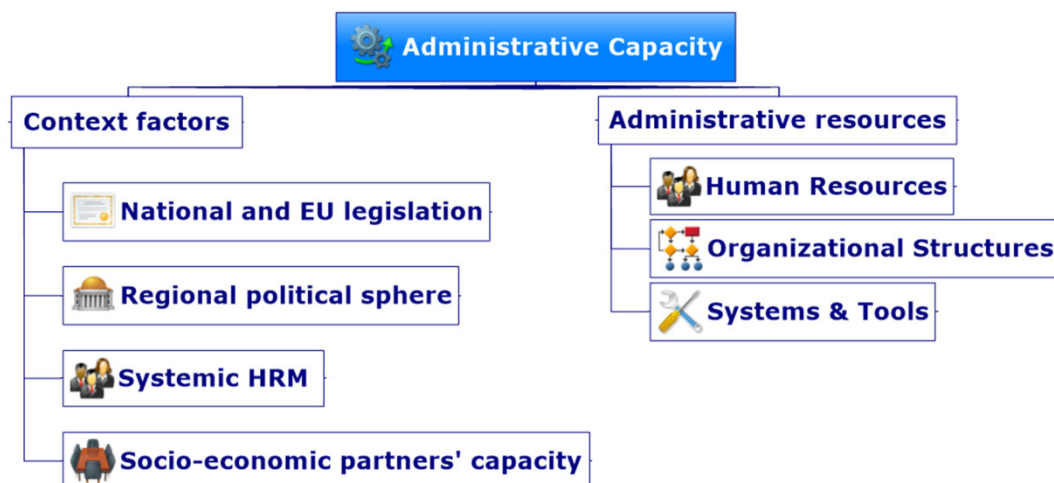 Administrative Capacity
Context factors
National and EU legislation
Regional political sphere
Systemic HRM
Socio-economic partners' capacity
Administrative resources
Human Resources
Organizational Structures
Systems & Tools